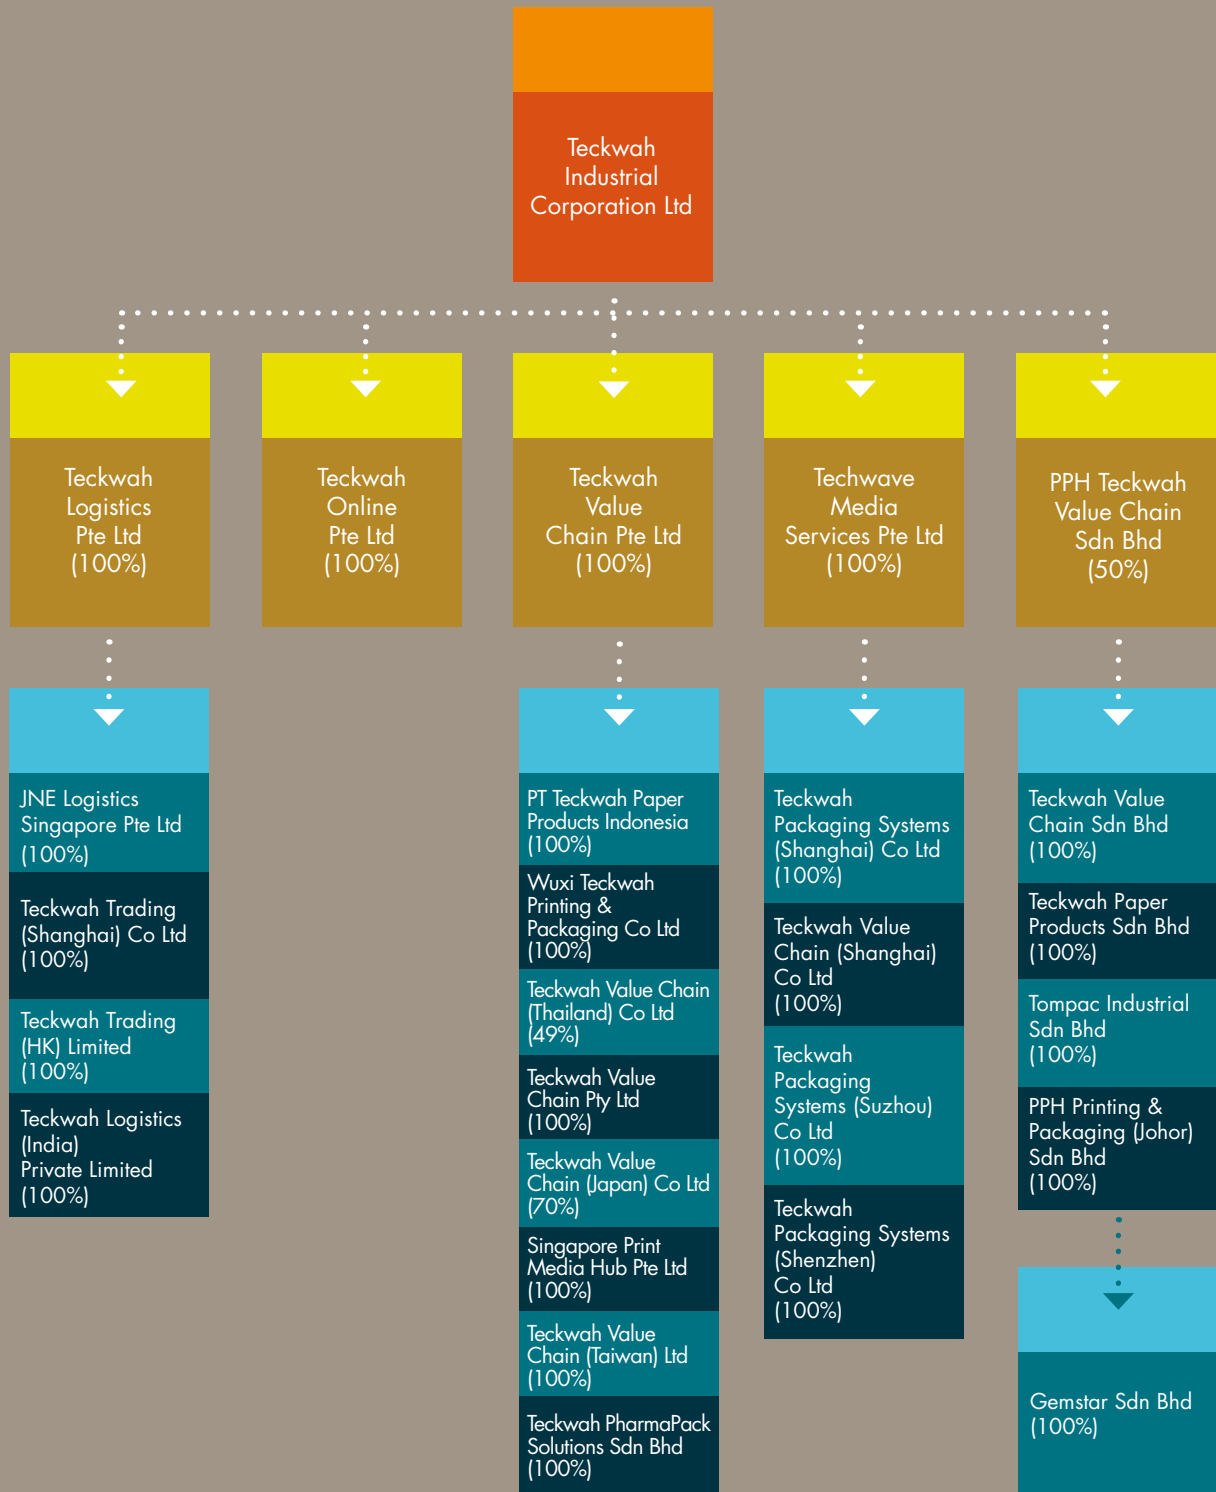 Teckwah
Industrial
Corporation Ltd
Teckwah
Logistics
Pte Ltd
(100%)
Teckwah
Online
Pte Ltd
(100%)
Teckwah
Value
Chain Pte Ltd
(100%)
Techwave
Media
Services Pte Ltd
(100%)
PPH Teckwah
Value Chain
Sdn Bhd
(50%)
JNE Logistics
Singapore Pte Ltd
(100%)
Teckwah Trading
(Shanghai) Co Ltd
(100%)
Teckwah Trading
(HK) Limited
(100%)
Teckwah Logistics
(India)
Private Limited
(100%)
PT Teckwah Paper
Products Indonesia
(100%)
Wuxi Teckwah
Printing &
Packaging Co Ltd
(100%)
Teckwah Value Chain
(Thailand) Co Ltd
(49%)
Teckwah Value
Chain Pty Ltd
(100%)
Teckwah Value
Chain (Japan) Co Ltd
(70%)
Singapore Print
Media Hub Pte Ltd
(100%)
Teckwah Value
Chain (Taiwan) Ltd
(100%)
Teckwah PharmaPack
Solutions Sdn Bhd
(100%)
Teckwah
Packaging Systems
(Shanghai) Co Ltd
(100%)
Teckwah Value
Chain (Shanghai)
Co Ltd
(100%)
Teckwah
Packaging
Systems (Suzhou)
Co Ltd
(100%)
Teckwah
Packaging Systems
(Shenzhen)
Co Ltd
(100%)
Teckwah Value
Chain Sdn Bhd
(100%)
Teckwah Paper
Products Sdn Bhd
(100%)
Tompac Industrial
Sdn Bhd
(100%)
PPH Printing &
Packaging (Johor)
Sdn Bhd
(100%)
Gemstar Sdn Bhd
(100%)